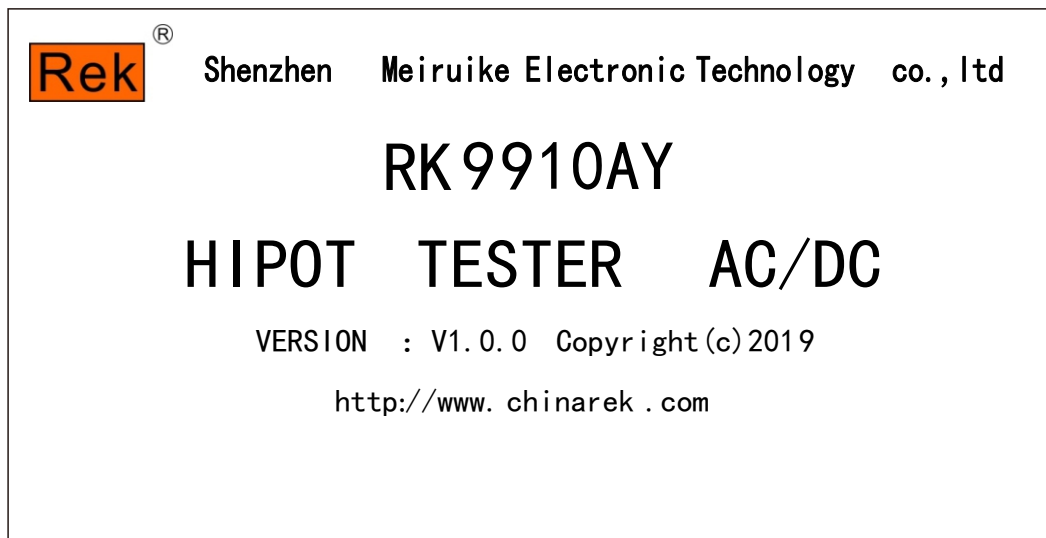 Rek® Shenzhen Meiruike Electronic Technology co.,ltd
RK9910AY
HIPOT TESTER AC/DC
VERSION : V1.0.0 Copyright(c)2019
http://www. chinarek .com